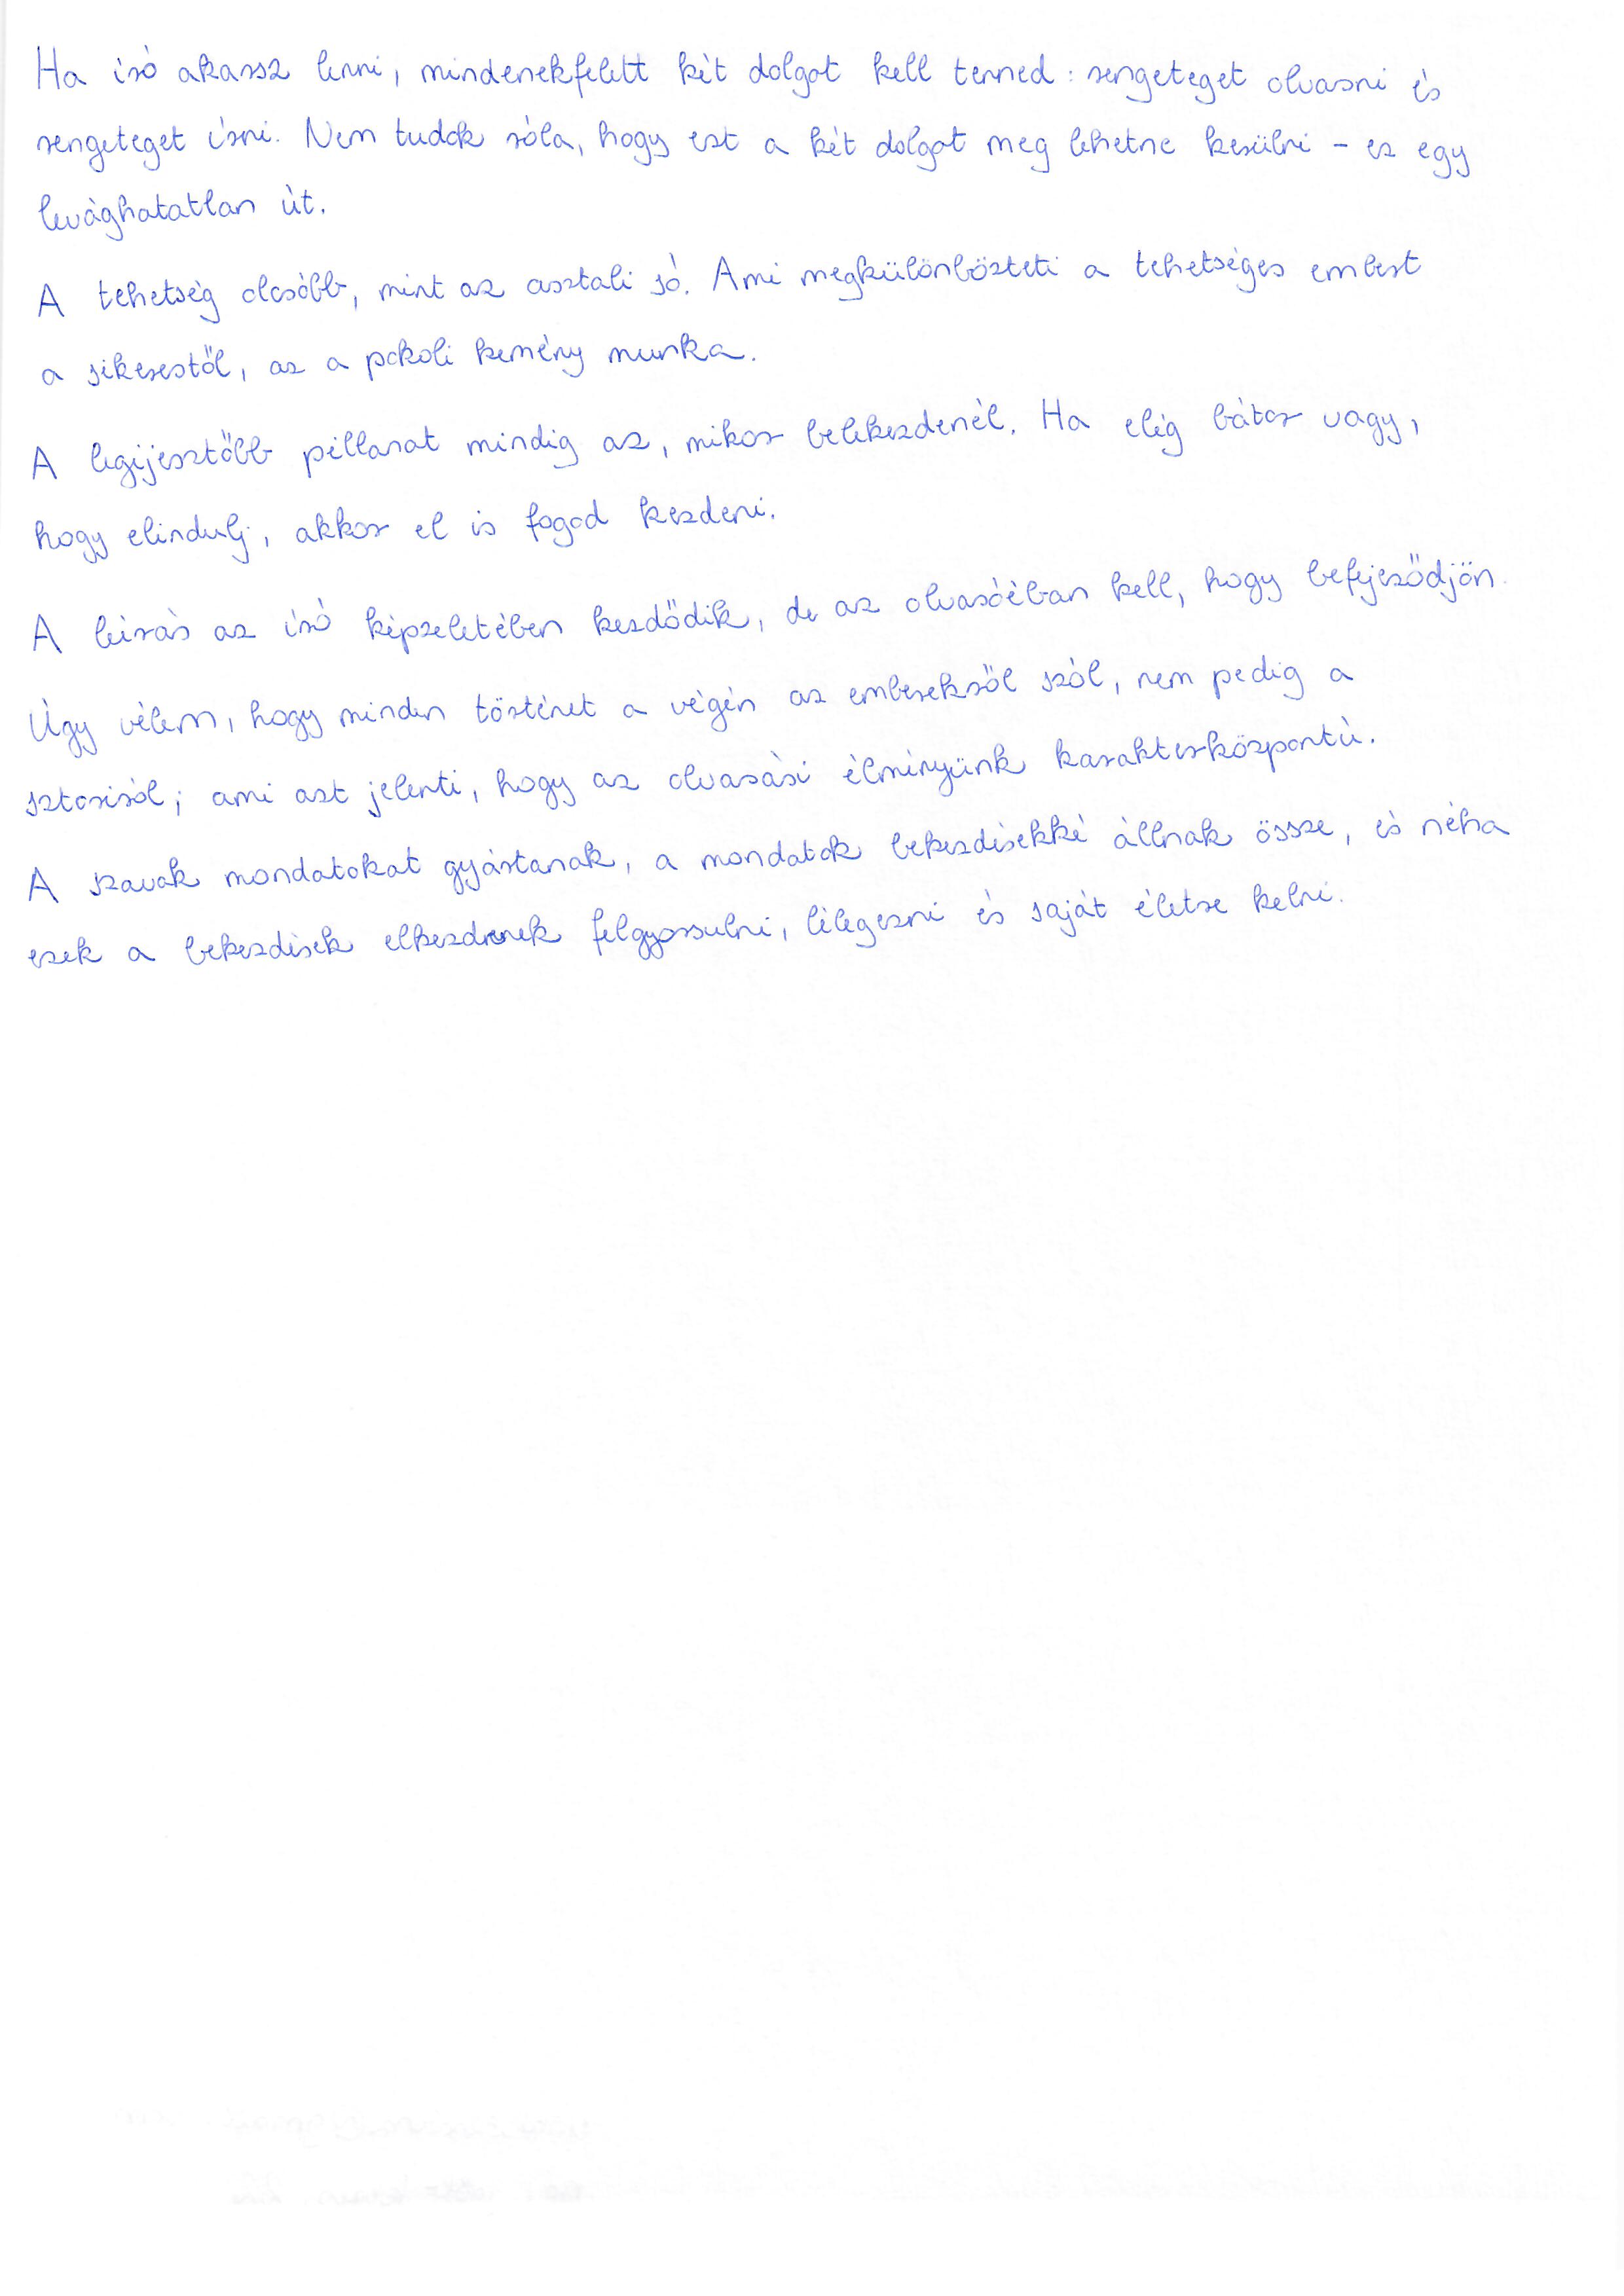 Ha író akarsz lenni, mindenekfelett két dolgot kell tenned: rengeteget olvasni és
rengeteget írni. Nem tudok róla, hogy ezt a két dolgot meg lehetne kerülni - ez egy
levághatatlan út.
A tehetség olcsóbb, mint az asztali só. Ami megkülönbözteti a tehetséges embert
a sikerestől, az a pokoli kemény munka.
A legijesztőbb pillanat mindig az, mikor belekezdenél. Ha elég bátor vagy,
hogy elindulj, akkor el is fogod kezdeni.
A leírás az író képzeletében kezdődik, de az olvasóéban kell, hogy befejeződjön.
Úgy vélem, hogy minden történet a végén az emberekről szól, nem pedig a
sztoriról; ami azt jelenti, hogy az olvasási élményünk karakterközpontú.
A szavak mondatokat gyártanak, a mondatok bekezdésekké állnak össze, és néha
ezek a bekezdések elkezdenek felgyorsulni, lélegezni és saját életre kelni.